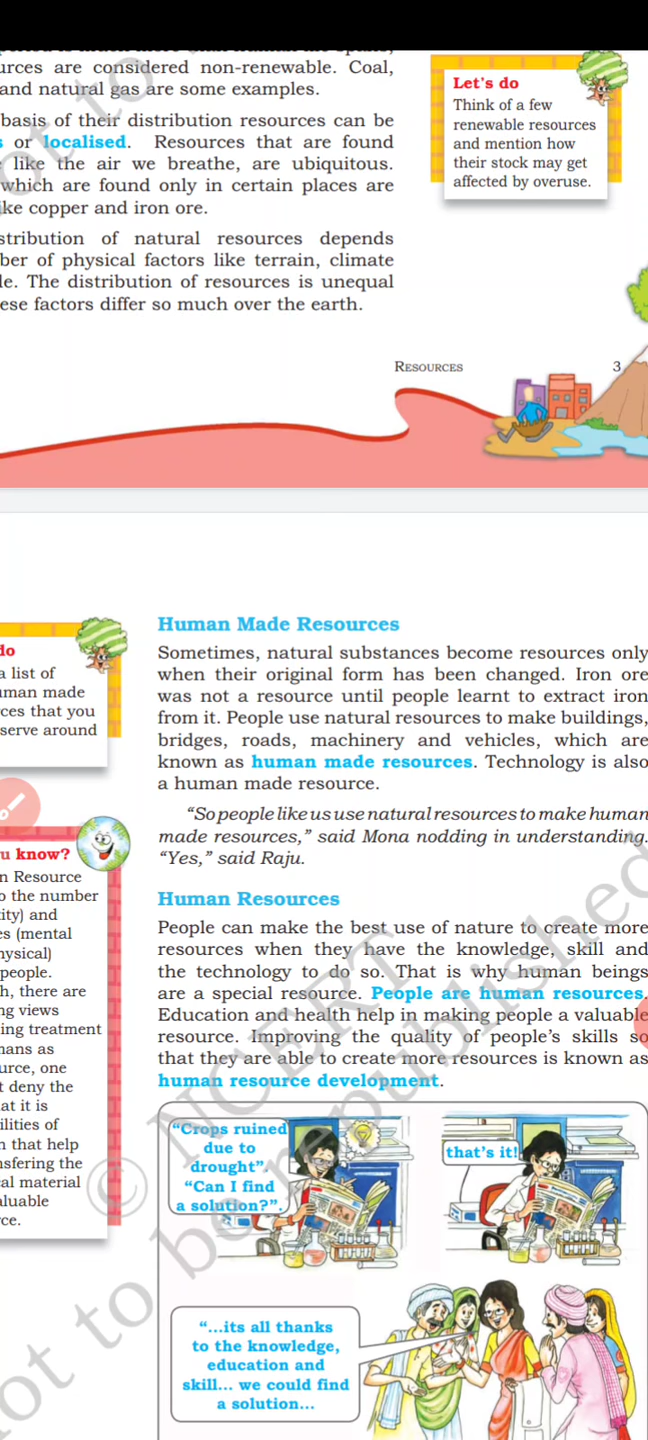 urces are considered non-renewable. Coal,
and natural gas are some examples.
basis of their distribution resources can be
or localised. Resources that are found
like the air we breathe, are ubiquitous.
which are found only in certain places are
ike copper and iron ore.
stribution of natural resources depends
ber of physical factors like terrain, climate
le. The distribution of resources is unequal
ese factors differ so much over the earth.
Let's do
Think of a few
renewable resources
and mention how
their stock may get
affected by overuse.
RESOURCES 3
do
a list of
uman made
ces that you
serve around
u know?
n Resource
o the number
ity) and
es (mental
hysical)
people.
h, there are
ng views
ing treatment
mans as
urce, one
t deny the
at it is
ilities of
n that help
nsfering the
cal material
aluable
rce.
Human Made Resources
Sometimes, natural substances become resources only
when their original form has been changed. Iron ore
was not a resource until people learnt to extract iron
from it. People use natural resources to make buildings,
bridges, roads, machinery and vehicles, which are
known as human made resources. Technology is also
a human made resource.
“So people like us use natural resources to make human
made resources,” said Mona nodding in understanding.
“Yes,” said Raju.
Human Resources
People can make the best use of nature to create more
resources when they have the knowledge, skill and
the technology to do so. That is why human beings
are a special resource. People are human resources.
Education and health help in making people a valuable
resource. Improving the quality of people’s skills so
that they are able to create more resources is known as
human resource development.
“Crops ruined
due to
drought”.
“Can I find
a solution?”.
that’s it!
“...its all thanks
to the knowledge,
education and
skill... we could find
a solution...
not to
© NCERT
not to be republished